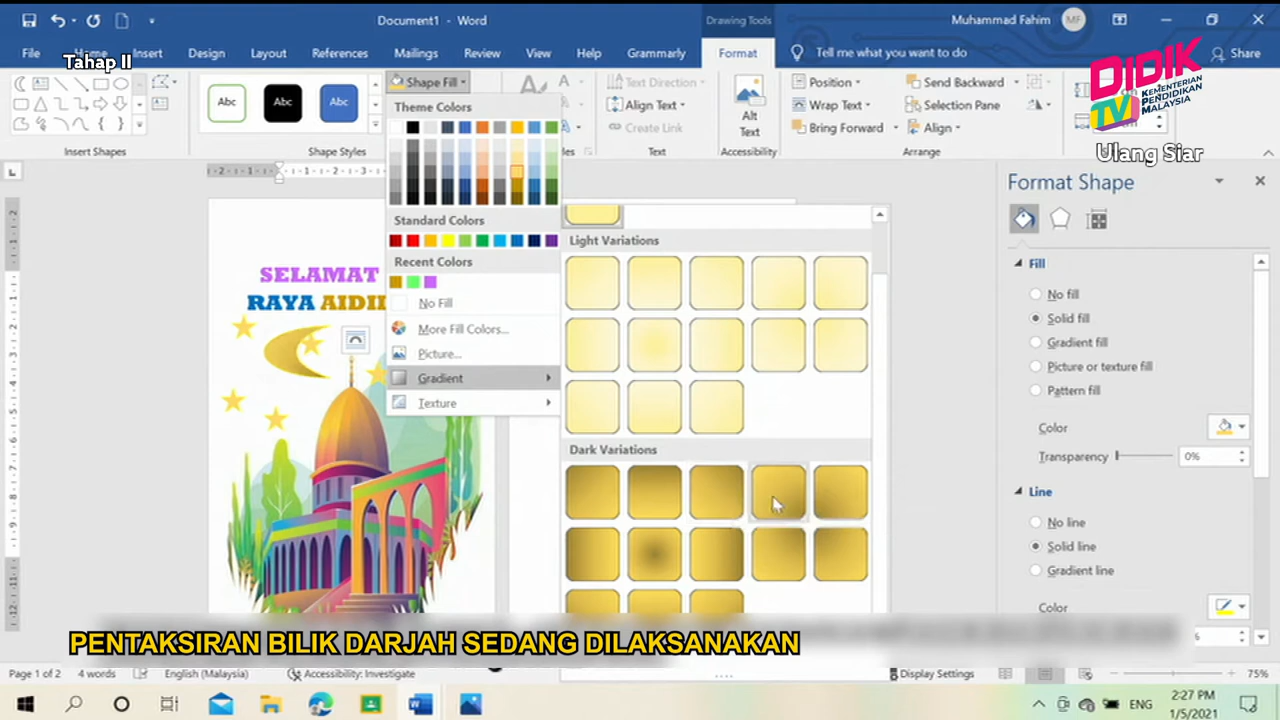 Document1 - Word
Drawing Tools
Muhammad Fahim
MF
File
Home
Insert
Design
Layout
References
Mailings
Review
View
Help
Grammarly
Format
Tell me what you want to do
Share
Tahap II
DIDIK
TV
KEMENTERIAN
PENDIDIKAN
MALAYSIA
Ulang Siar
Abc
Abc
Abc
Shape Fill
Text Direction
Align Text
Create Link
Alt
Text
Position
Wrap Text
Bring Forward
Send Backward
Selection Pane
Align
Insert Shapes
Shape Styles
Text
Accessibility
Arrange
Theme Colors
Standard Colors
Recent Colors
No Fill
More Fill Colors...
Picture...
Gradient
Texture
Light Variations
Dark Variations
SELAMAT
RAYA
Format Shape
Fill
No fill
Solid fill
Gradient fill
Picture or texture fill
Pattern fill
Color
Transparency
0%
Line
No line
Solid line
Gradient line
Color
PENTAKSIRAN BILIK DARJAH SEDANG DILAKSANAKAN
Page 1 of 2
4 words
English (Malaysia)
Accessibility: Investigate
Display Settings
75%
ENG
2:27 PM
1/5/2021